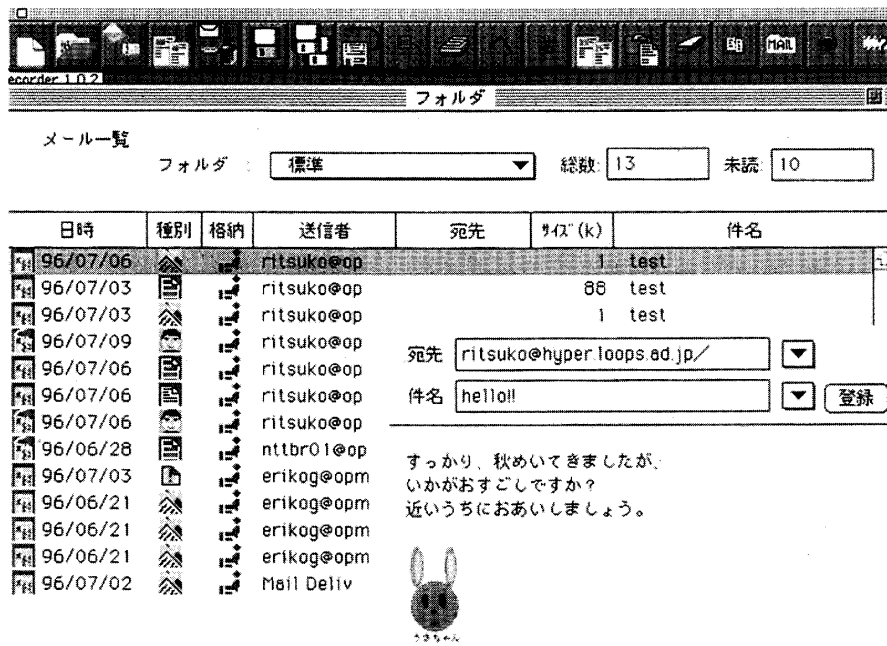 MAIL
ecorder 1.0.2
フォルダ
メール一覧
フォルダ : 標準 総数: 13 未読: 10
日時 種別 格納 送信者 宛先 ｻｲｽﾞ(k) 件名
96/07/06 ritsuko@op 1 test
96/07/03 ritsuko@op 88 test
96/07/03 ritsuko@op 1 test
96/07/09 ritsuko@op
96/07/06 ritsuko@op
96/07/06 ritsuko@op
96/07/06 ritsuko@op
96/06/28 nttbr01@op
96/07/03 erikog@opm
96/06/21 erikog@opm
96/06/21 erikog@opm
96/06/21 erikog@opm
96/07/02 Mail Deliv
宛先 ritsuko@hyper.loops.ad.jp/
件名 hello!! 登録
すっかり、秋めいてきましたが、
いかがおすごしですか?
近いうちにおあいしましょう。
うさちゃん